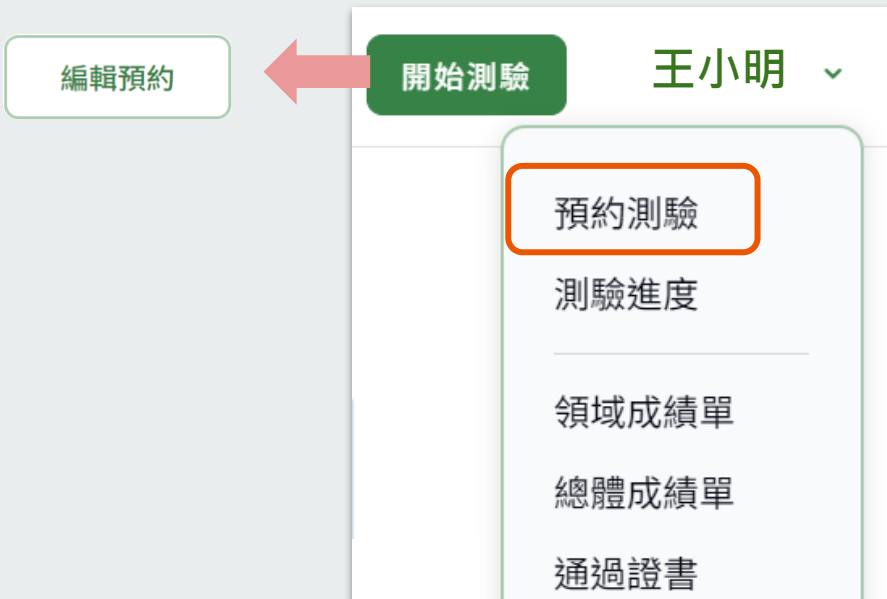 編輯預約
開始測驗
王小明
預約測驗
測驗進度
領域成績單
總體成績單
通過證書